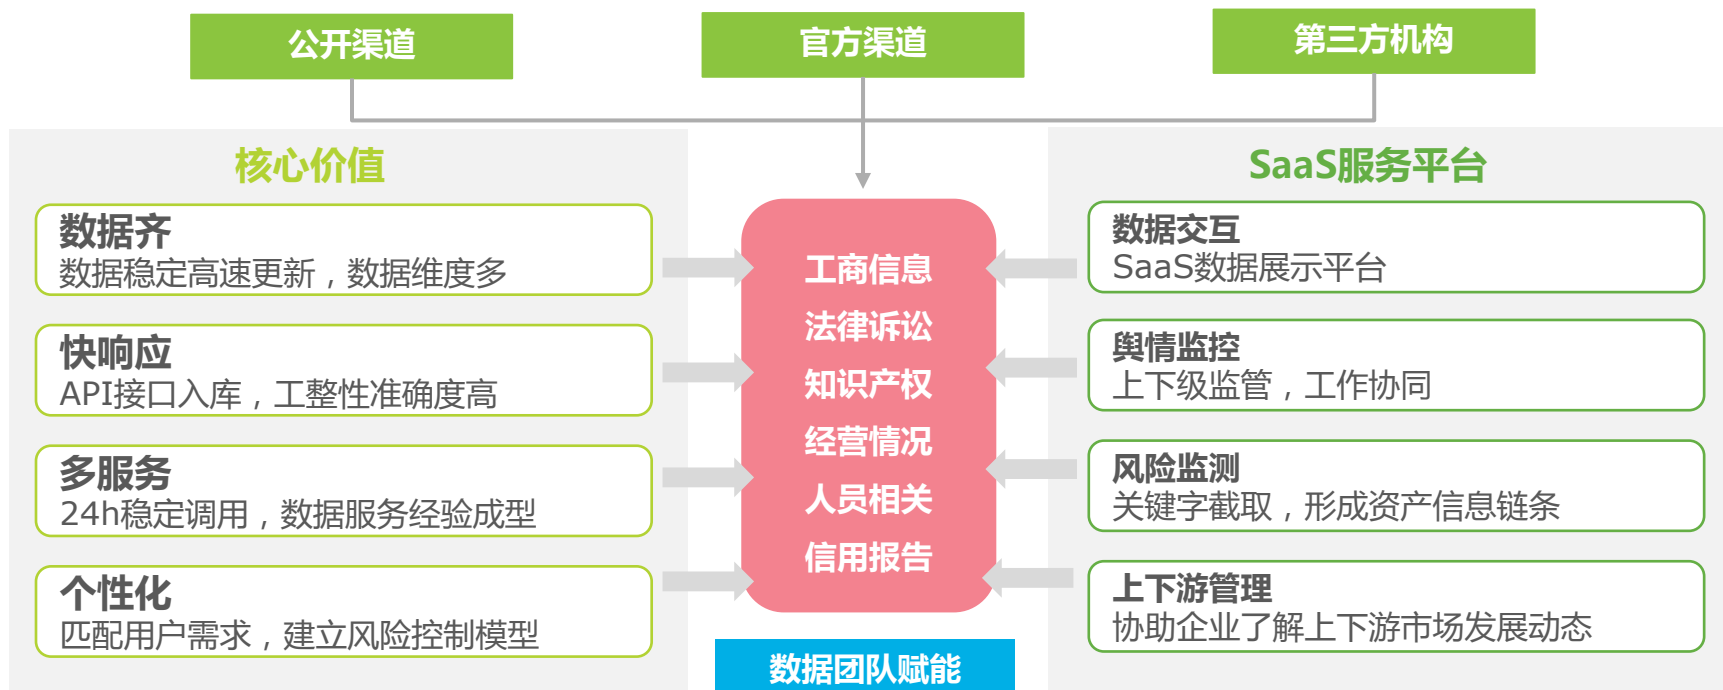 公开渠道
官方渠道
第三方机构
核心价值
数据齐
数据稳定高速更新，数据维度多
快响应
API接口入库，工整性准确度高
多服务
24h稳定调用，数据服务经验成型
个性化
匹配用户需求，建立风险控制模型
工商信息
法律诉讼
知识产权
经营情况
人员相关
信用报告
数据团队赋能
SaaS服务平台
数据交互
SaaS数据展示平台
舆情监控
上下级监管，工作协同
风险监测
关键字截取，形成资产信息链条
上下游管理
协助企业了解上下游市场发展动态